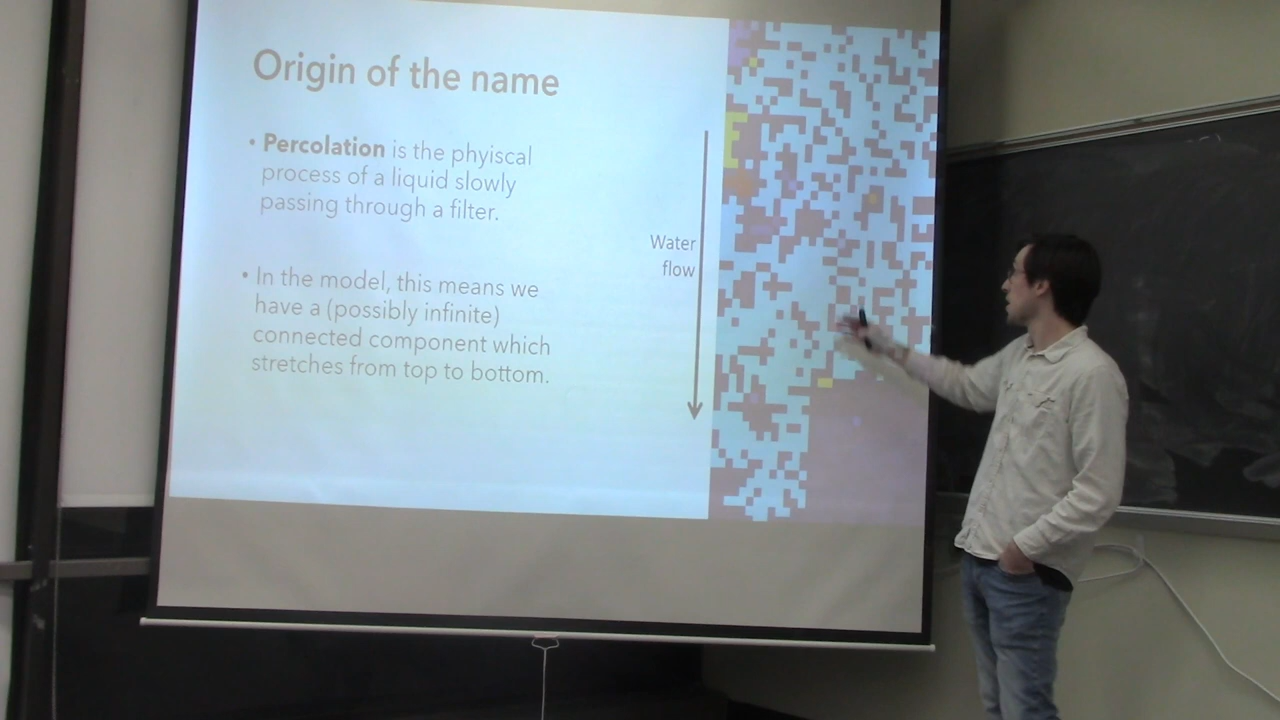 Origin of the name
• Percolation is the phyiscal
process of a liquid slowly
passing through a filter.
• In the model, this means we
have a (possibly infinite)
connected component which
stretches from top to bottom.
Water
flow